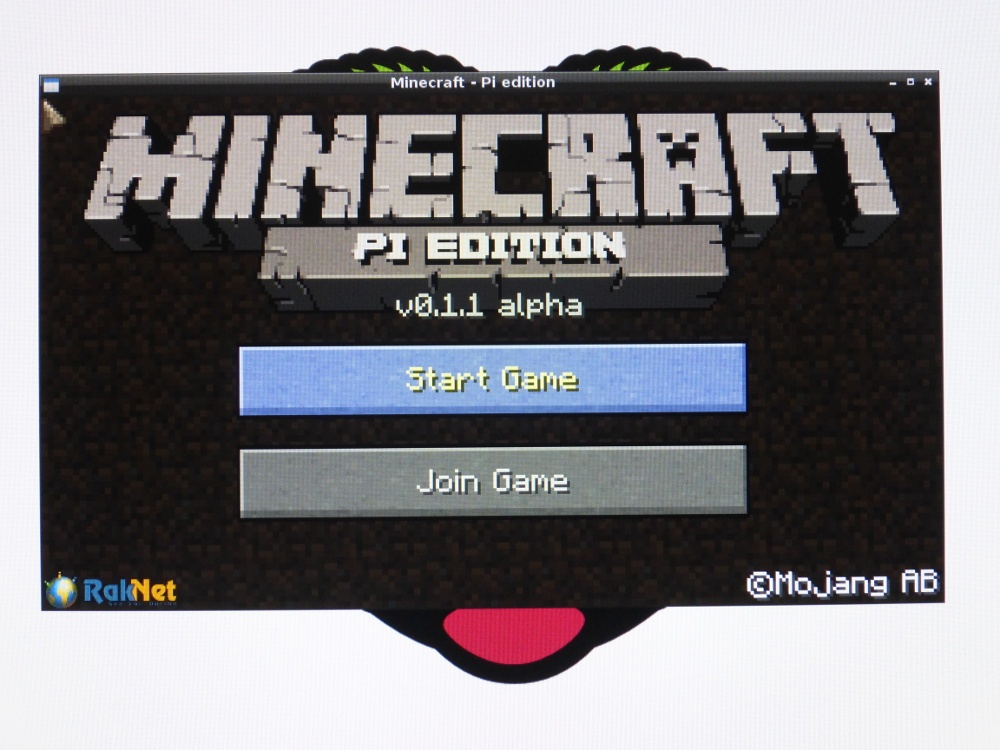 Minecraft - Pi edition
MINECRAFT
PI EDITION
v0.1.1 alpha
Start Game
Join Game
RakNet
©Mojang AB